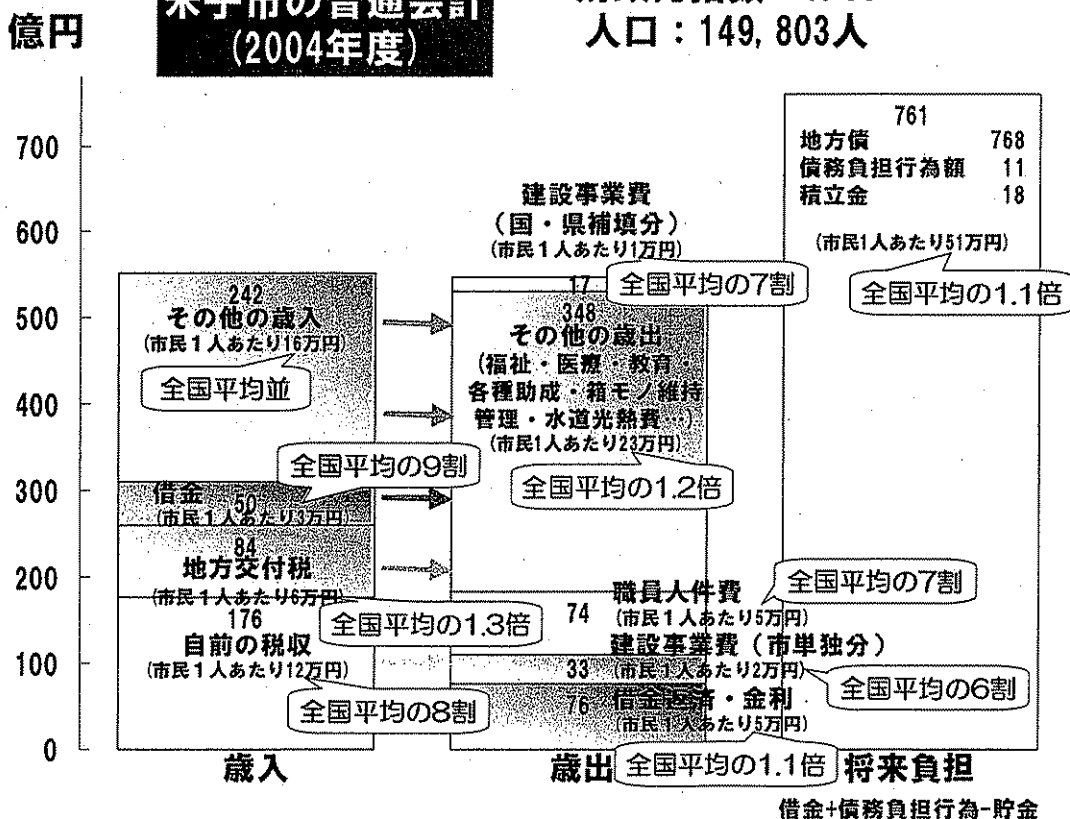 億円
米子市の普通会計
(2004年度)
人口：149,803人
700
600
500
400
300
200
100
0
242
その他の歳入
(市民１人あたり16万円)
全国平均並
全国平均の9割
借金
50
(市民１人あたり3万円)
84
地方交付税
(市民１人あたり6万円)
全国平均の1.3倍
176
自前の税収
(市民１人あたり12万円)
全国平均の8割
歳入
建設事業費
(国・県補填分)
(市民１人あたり1万円)
17
全国平均の7割
348
その他の歳出
(福祉・医療・教育・
各種助成・箱モノ維持
管理・水道光熱費…)
(市民1人あたり23万円)
全国平均の1.2倍
74
職員人件費
(市民１人あたり5万円)
全国平均の7割
建設事業費（市単独分）
33
(市民１人あたり2万円)
全国平均の6割
76
借金返済・金利
(市民１人あたり5万円)
全国平均の1.1倍
歳出
761
地方債 768
債務負担行為額 11
積立金 18
(市民1人あたり51万円)
全国平均の1.1倍
将来負担
借金+債務負担行為-貯金